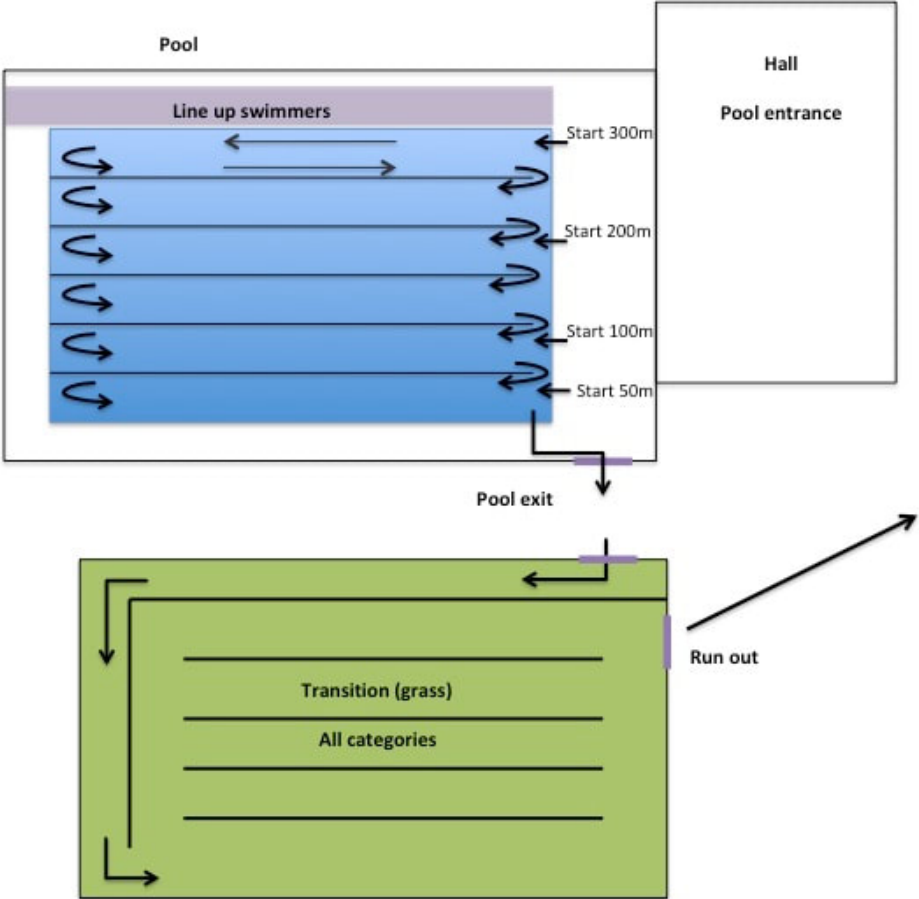 Pool
Hall
Pool entrance
Line up swimmers
Start 300m
Start 200m
Start 100m
Start 50m
Pool exit
Run out
Transition (grass)
All categories